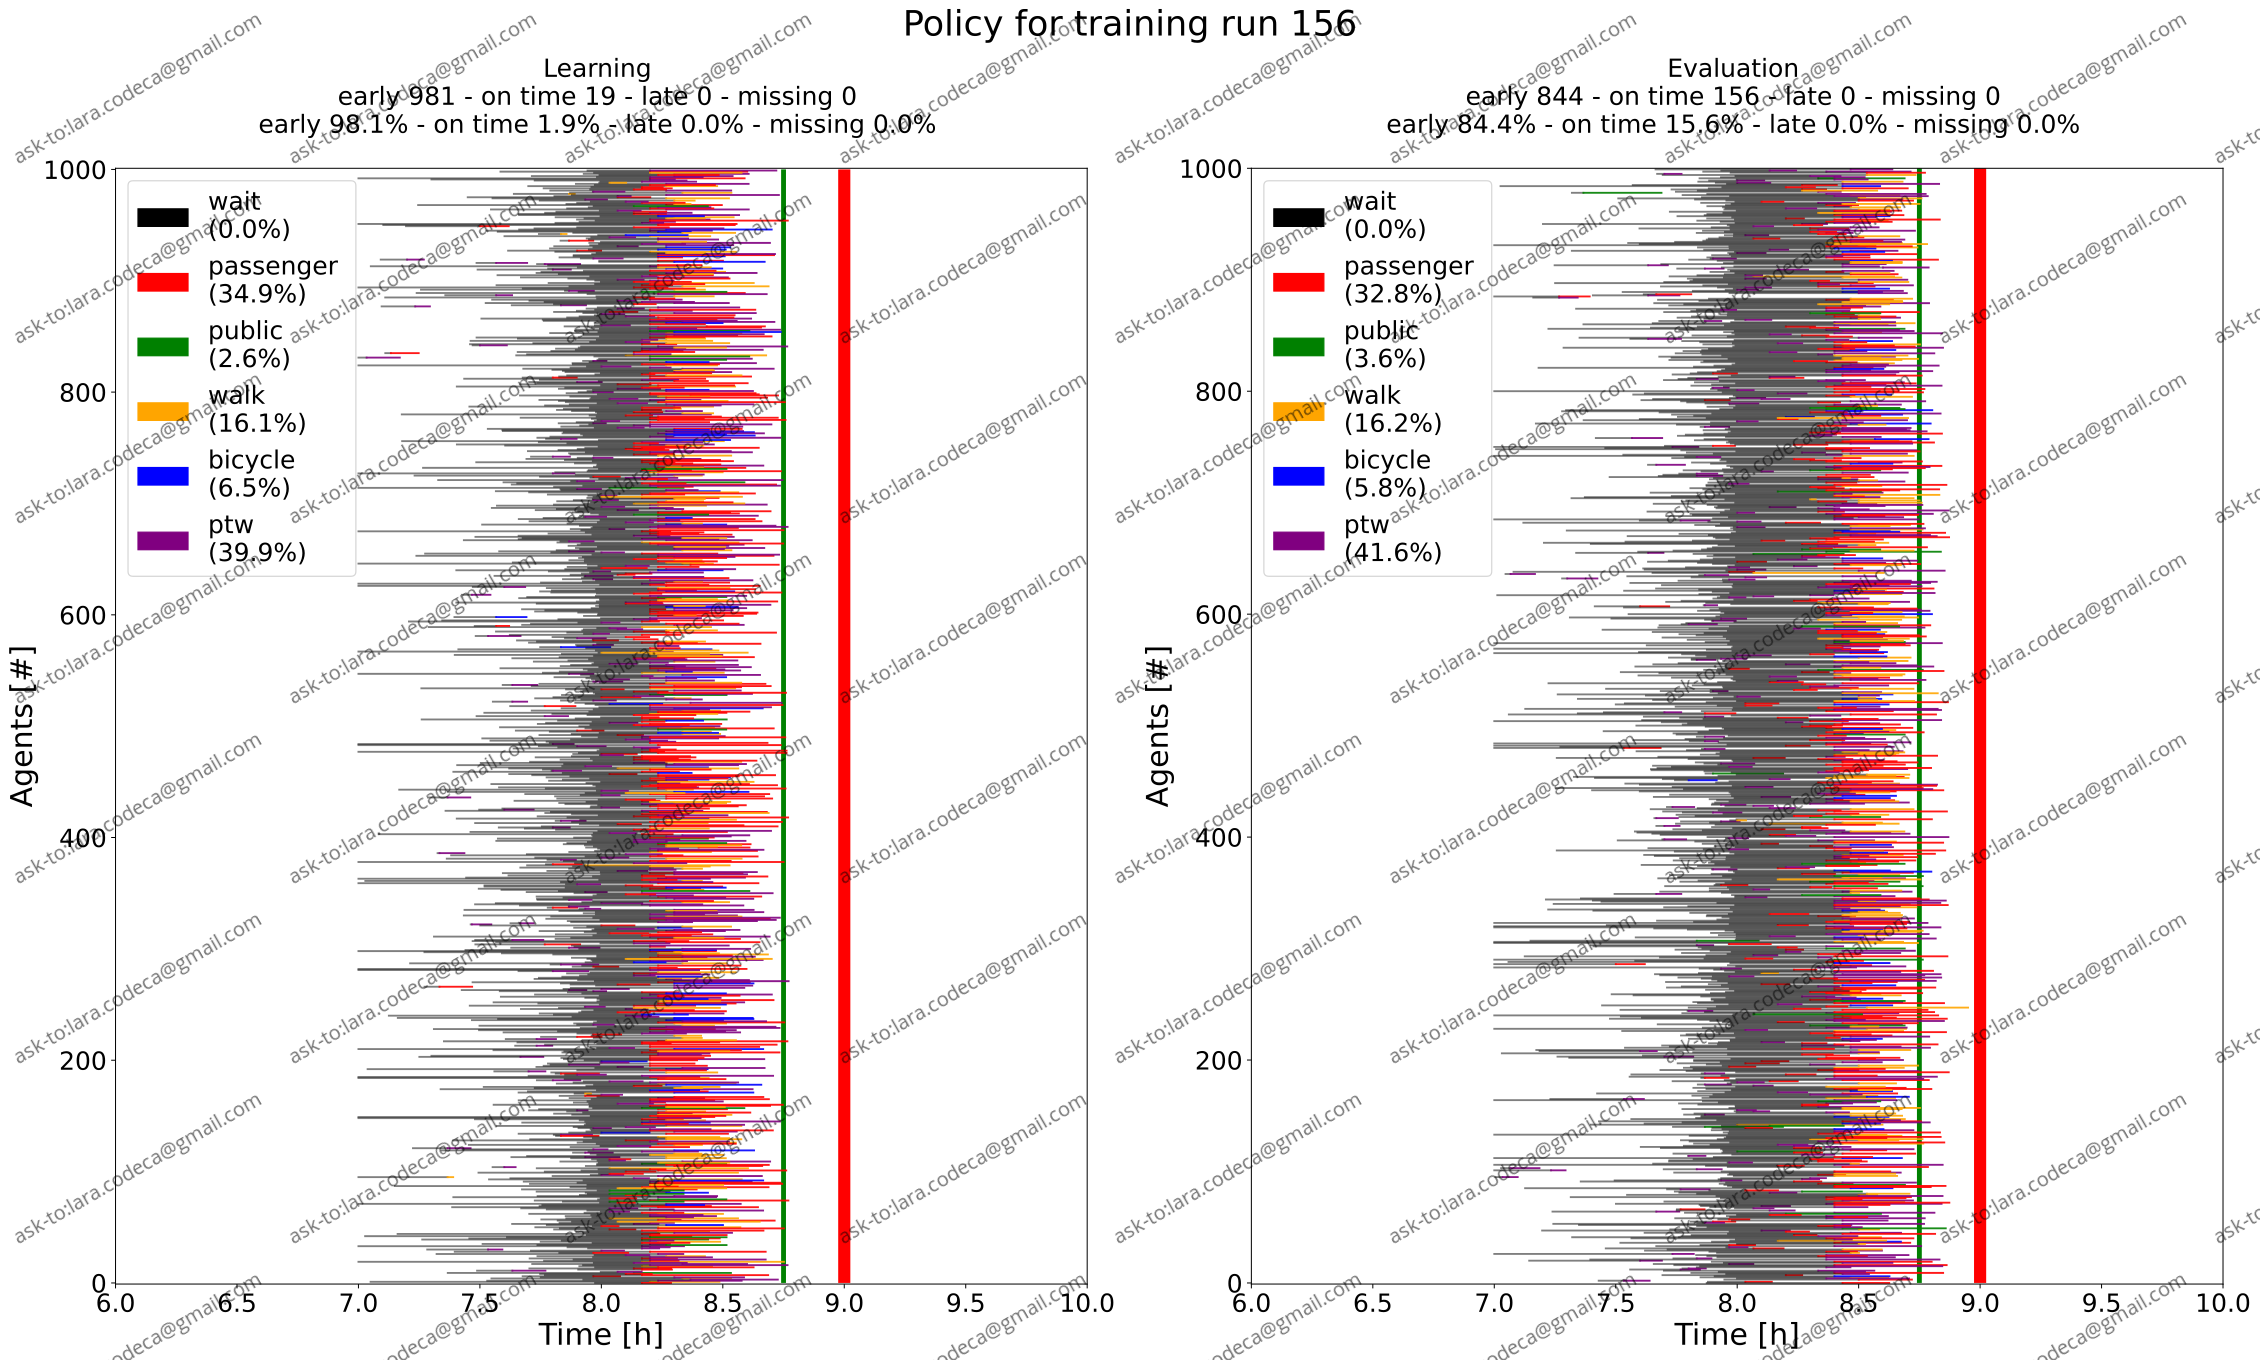 Policy for training run 156
Learning
early 981 - on time 19 - late 0 - missing 0
early 98.1% - on time 1.9% - late 0.0% - missing 0.0%
1000
800
600
400
200
0
Agents [#]
wait
(0.0%)
passenger
(34.9%)
public
(2.6%)
walk
(16.1%)
bicycle
(6.5%)
ptw
(39.9%)
6.0 6.5 7.0 7.5 8.0 8.5 9.0 9.5 10.0
Time [h]
Evaluation
early 844 - on time 156 - late 0 - missing 0
early 84.4% - on time 15.6% - late 0.0% - missing 0.0%
1000
800
600
400
200
0
Agents [#]
wait
(0.0%)
passenger
(32.8%)
public
(3.6%)
walk
(16.2%)
bicycle
(5.8%)
ptw
(41.6%)
6.0 6.5 7.0 7.5 8.0 8.5 9.0 9.5 10.0
Time [h]
ask-to:lara.codeca@gmail.com